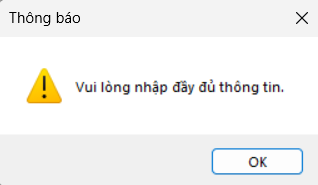 Thông báo
Vui lòng nhập đầy đủ thông tin.
OK